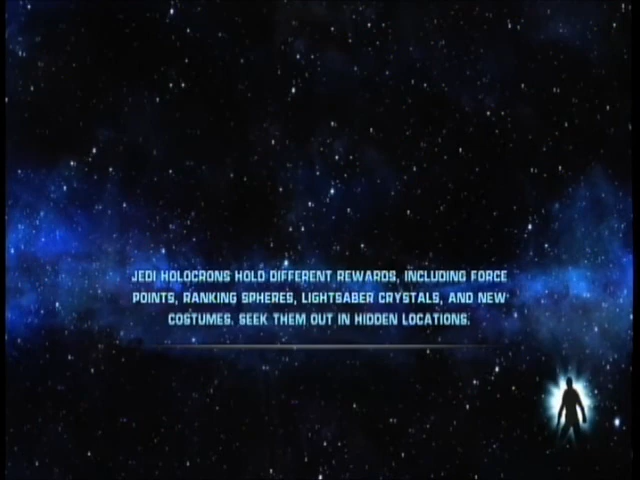 JEDI HOLOCRONS HOLD DIFFERENT REWARDS, INCLUDING FORCE
POINTS, RANKING SPHERES, LIGHTSABER CRYSTALS, AND NEW
COSTUMES. SEEK THEM OUT IN HIDDEN LOCATIONS.